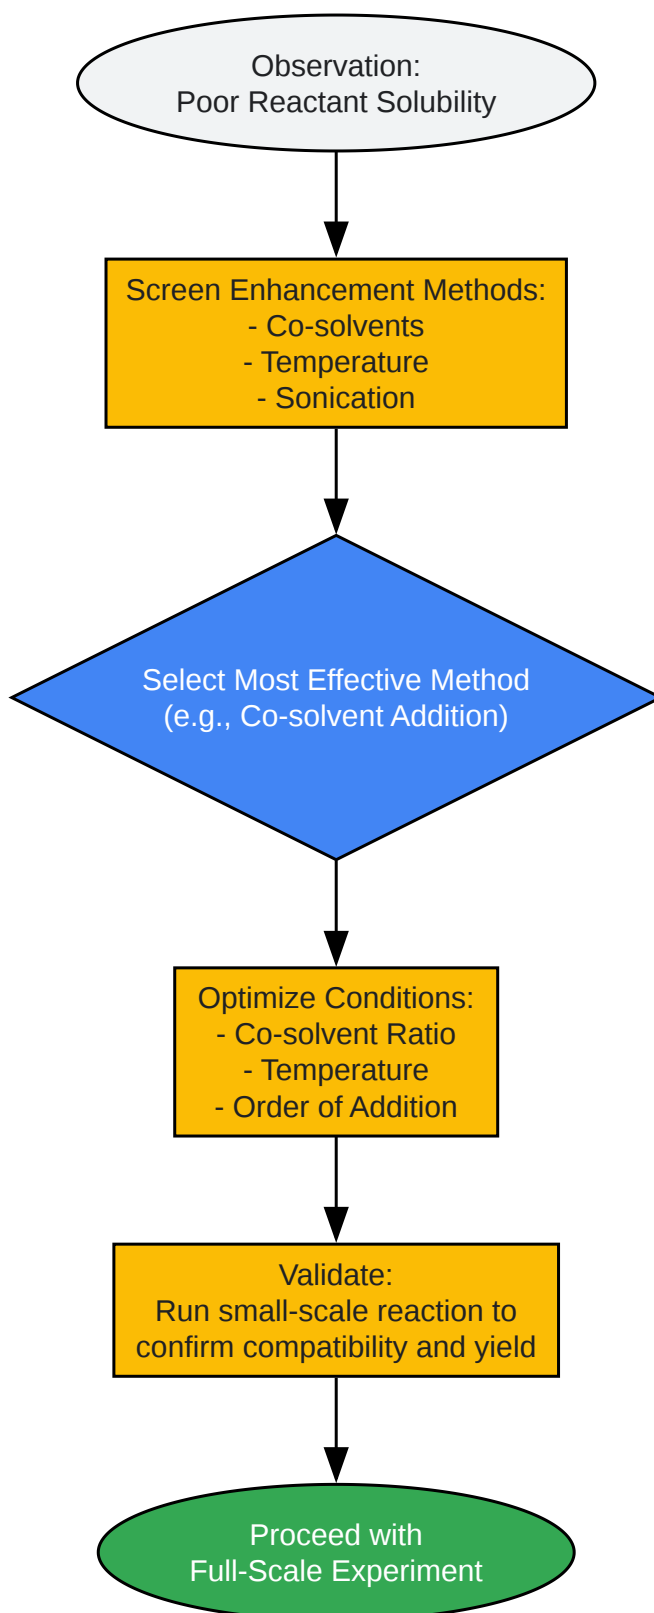 Observation:
Poor Reactant Solubility
Screen Enhancement Methods:
- Co-solvents
- Temperature
- Sonication
Select Most Effective Method
(e.g., Co-solvent Addition)
Optimize Conditions:
- Co-solvent Ratio
- Temperature
- Order of Addition
Validate:
Run small-scale reaction to
confirm compatibility and yield
Proceed with
Full-Scale Experiment